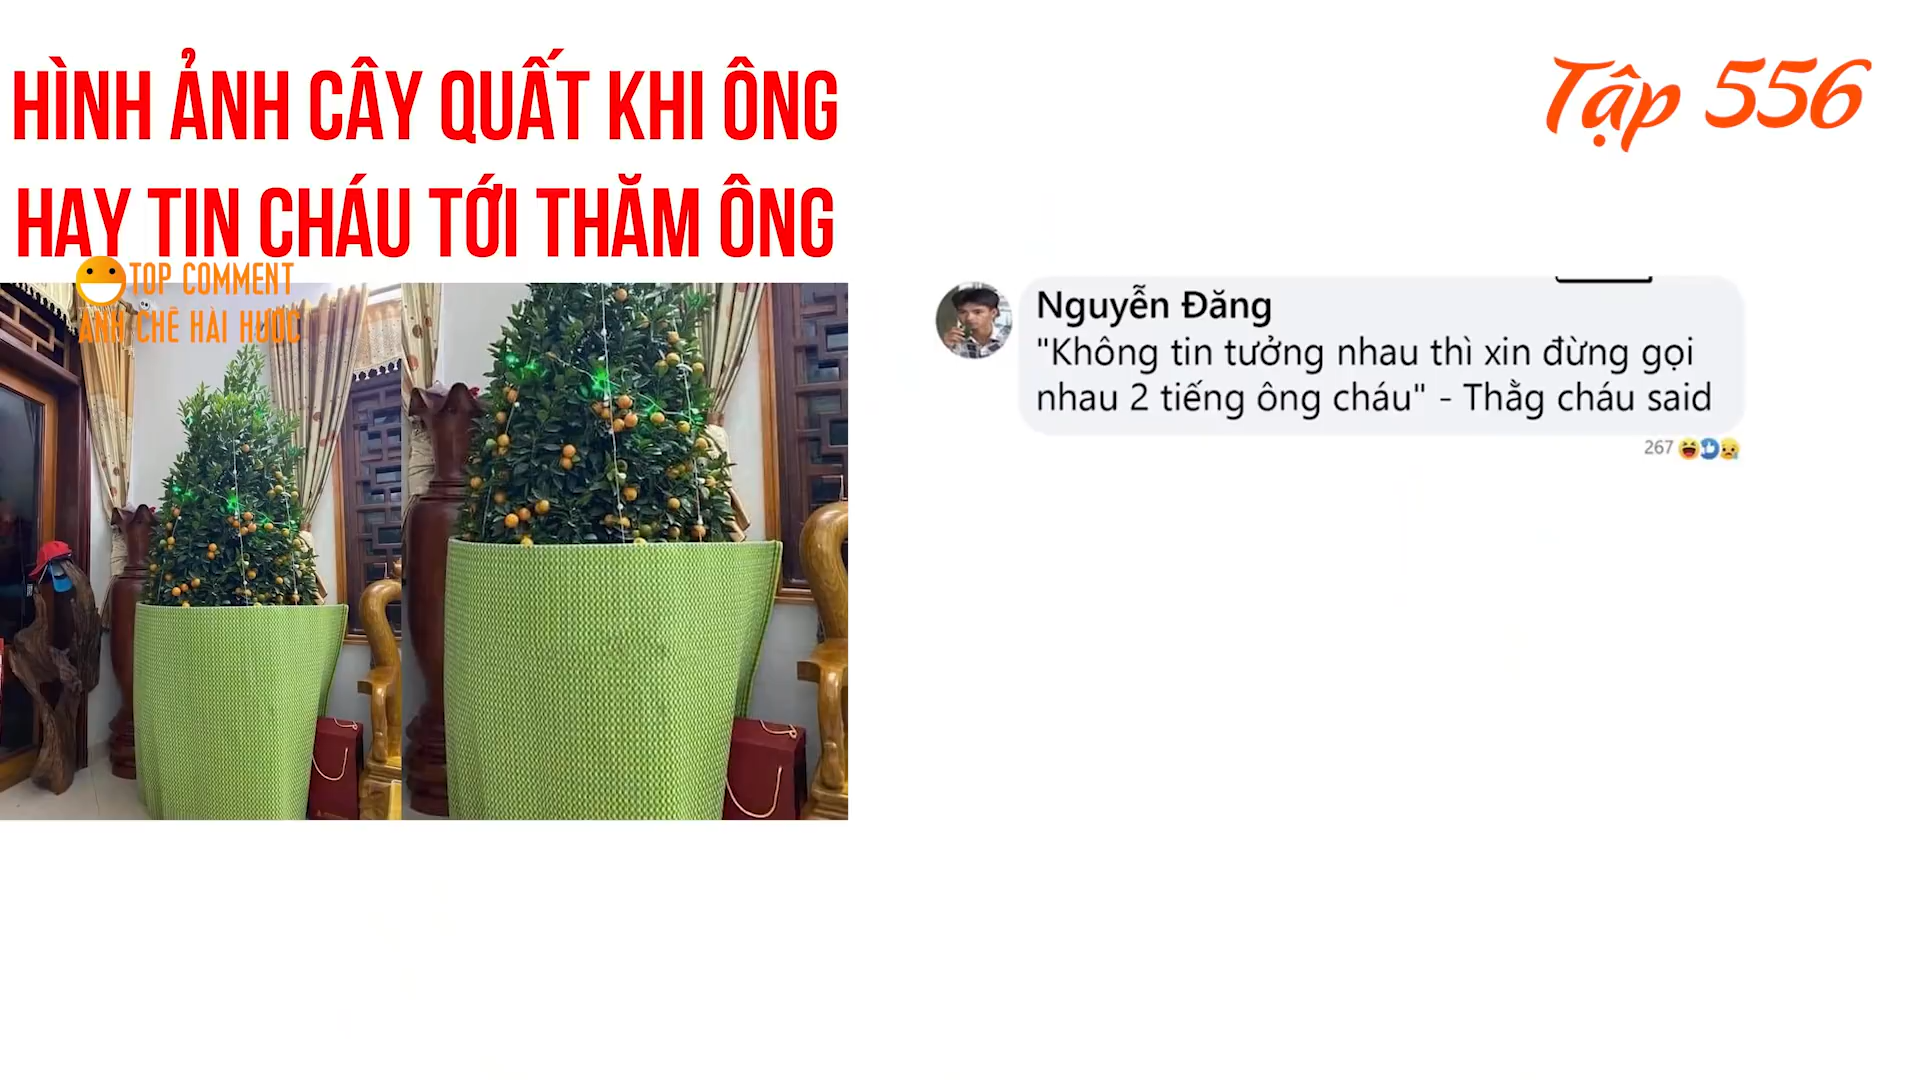 HÌNH ẢNH CÂY QUẤT KHI ÔNG
HAY TIN CHÁU TỚI THĂM ÔNG
TOP COMMENT
ẢNH CHẾ HÀI HƯỚC
Tập 556
Nguyễn Đăng
"Không tin tưởng nhau thì xin đừng gọi
nhau 2 tiếng ông cháu" - Thằg cháu said
267